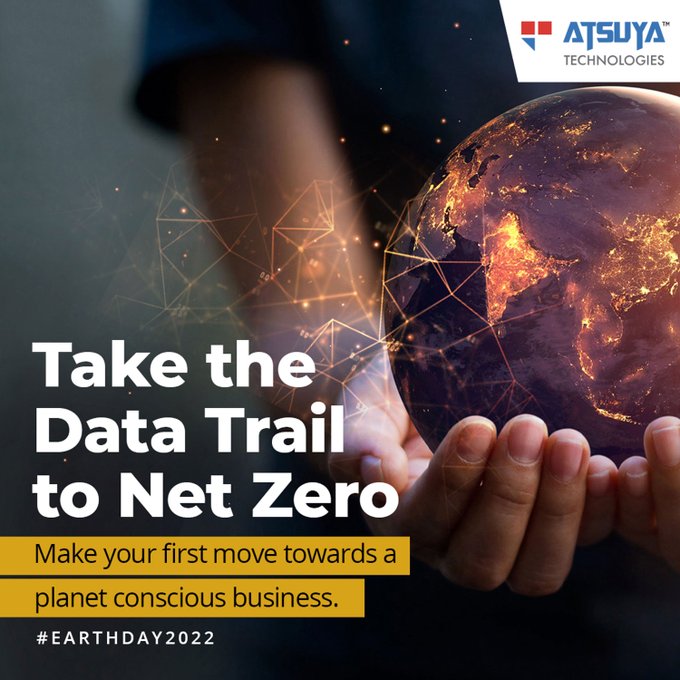 ATSUYA™
TECHNOLOGIES
Take the
Data Trail
to Net Zero
Make your first move towards a
planet conscious business.
#EARTHDAY2022